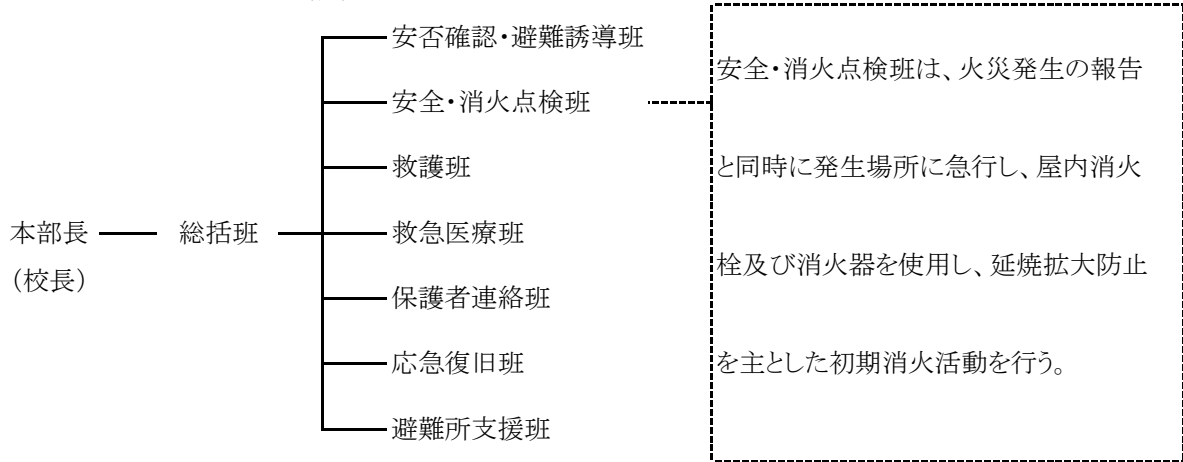 安否確認・避難誘導班
安全・消火点検班
救護班
本部長
(校長)
総括班
救急医療班
保護者連絡班
応急復旧班
避難所支援班
安全・消火点検班は、火災発生の報告
と同時に発生場所に急行し、屋内消火
栓及び消火器を使用し、延焼拡大防止
を主とした初期消火活動を行う。